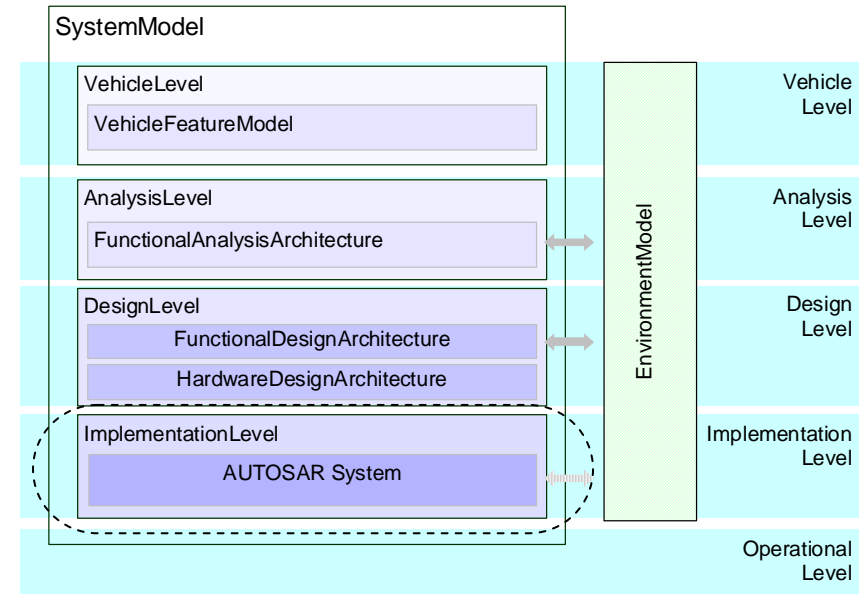 SystemModel
VehicleLevel
VehicleFeatureModel
Vehicle
Level
AnalysisLevel
FunctionalAnalysisArchitecture
Analysis
Level
EnvironmentModel
DesignLevel
FunctionalDesignArchitecture
HardwareDesignArchitecture
Design
Level
ImplementationLevel
AUTOSAR System
Implementation
Level
Operational
Level